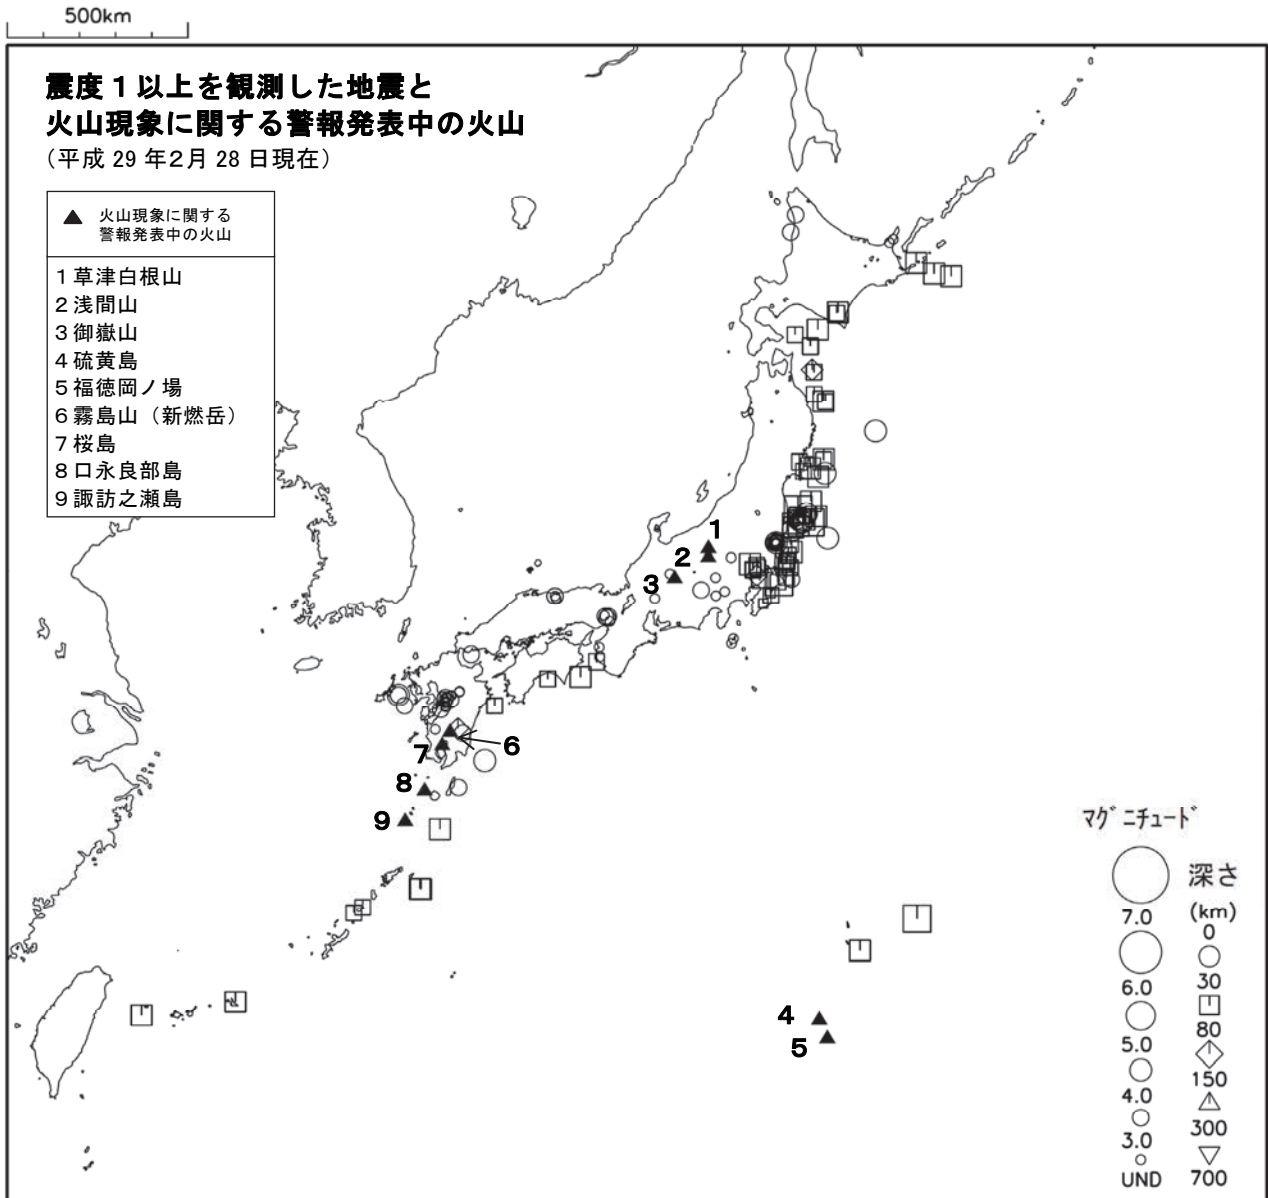 500km
震度１以上を観測した地震と
火山現象に関する警報発表中の火山
（平成 29 年２月 28 日現在）
▲ 火山現象に関する
警報発表中の火山
１草津白根山
２浅間山
３御嶽山
４硫黄島
５福徳岡ノ場
６霧島山（新燃岳）
７桜島
８口永良部島
９諏訪之瀬島
1
2
3
6
7
8
9
4
5
マグニチュード
深さ
(km)
7.0
0
6.0
30
5.0
80
4.0
150
3.0
300
UND
700